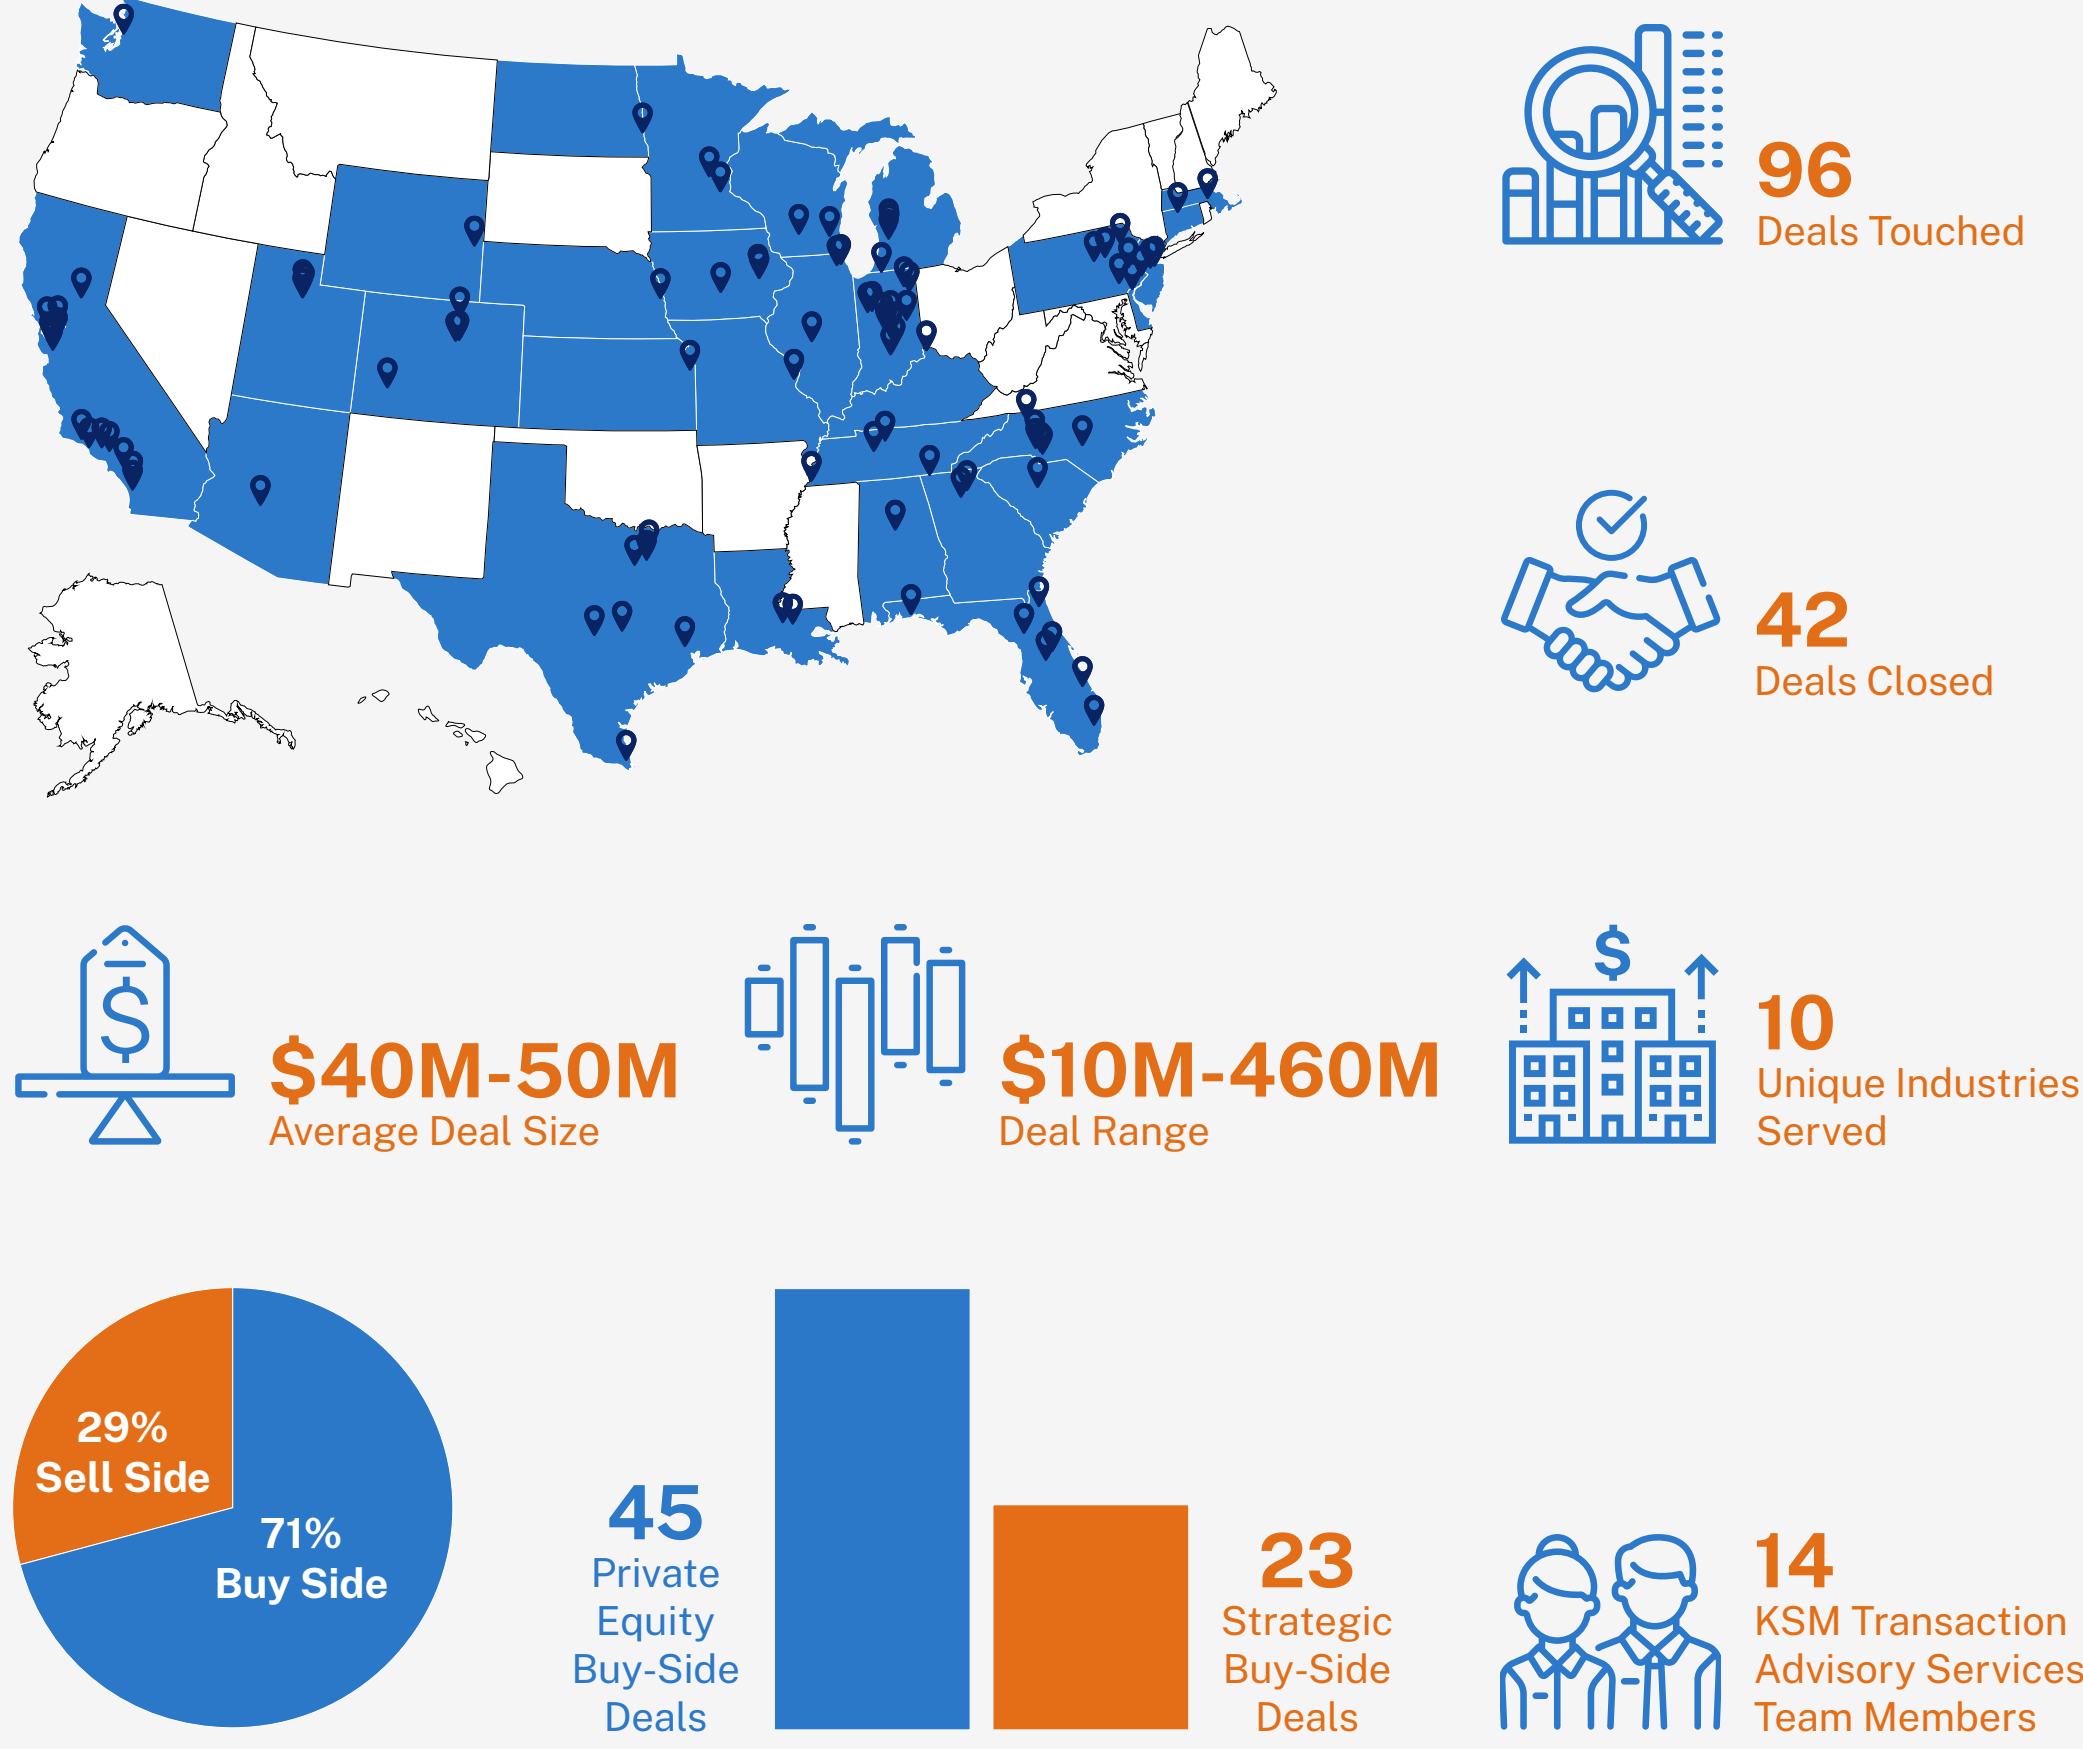 96
Deals Touched
42
Deals Closed
$
$40M-50M
Average Deal Size
$10M-460M
Deal Range
$
10
Unique Industries
Served
29%
Sell Side
71%
Buy Side
45
Private
Equity
Buy-Side
Deals
23
Strategic
Buy-Side
Deals
14
KSM Transaction
Advisory Services
Team Members